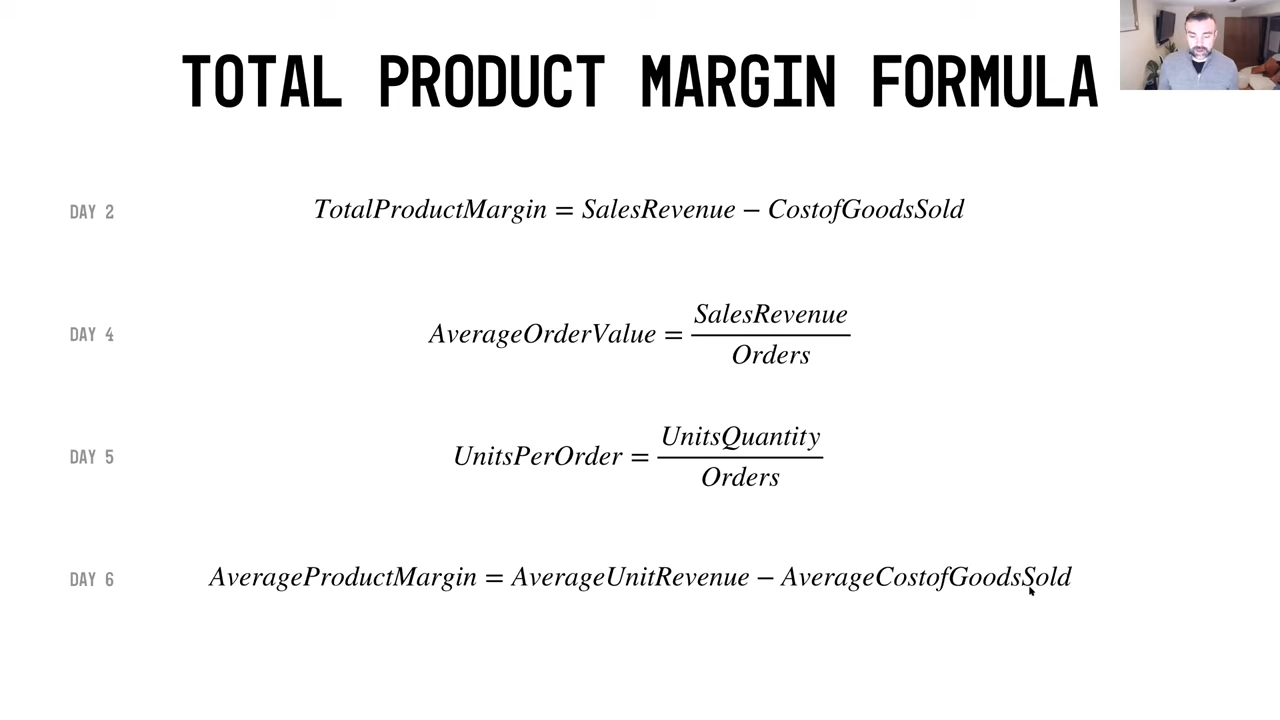 TOTAL PRODUCT MARGIN FORMULA
DAY 2
TotalProductMargin = SalesRevenue − CostofGoodsSold
DAY 4
AverageOrderValue = SalesRevenue / Orders
DAY 5
UnitsPerOrder = UnitsQuantity / Orders
DAY 6
AverageProductMargin = AverageUnitRevenue − AverageCostofGoodsSold